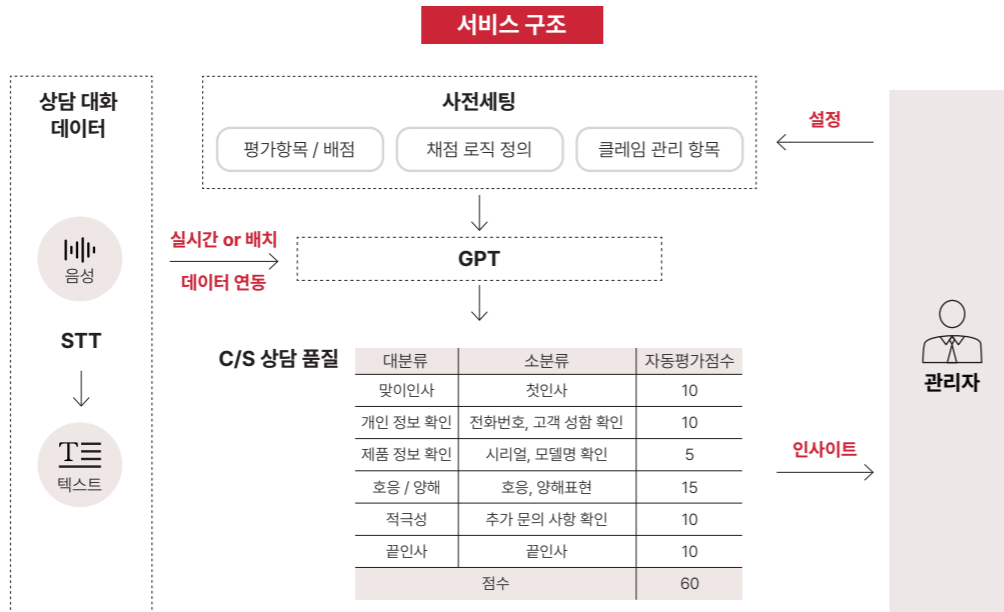 서비스 구조
상담 대화
데이터
음성
STT
텍스트
실시간 or 배치
데이터 연동
사전세팅
평가항목 / 배점
채점 로직 정의
클레임 관리 항목
설정
GPT
C/S 상담 품질
대분류 소분류 자동평가점수
맞이인사 첫인사 10
개인 정보 확인 전화번호, 고객 성함 확인 10
제품 정보 확인 시리얼, 모델명 확인 5
호응 / 양해 호응, 양해표현 15
적극성 추가 문의 사항 확인 10
끝인사 끝인사 10
점수 60
인사이트
관리자